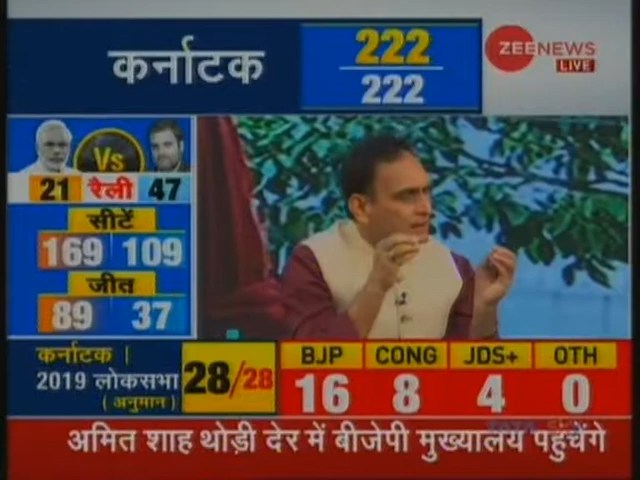 कर्नाटक
222
222
ZEE NEWS
LIVE
Vs
21 रैली 47
सीटें
169 109
जीत
89 37
कर्नाटक |
2019 लोकसभा
( अनुमान )
28/28
BJP CONG JDS+ OTH
16 8 4 0
अमित शाह थोड़ी देर में बीजेपी मुख्यालय पहुचेंगे